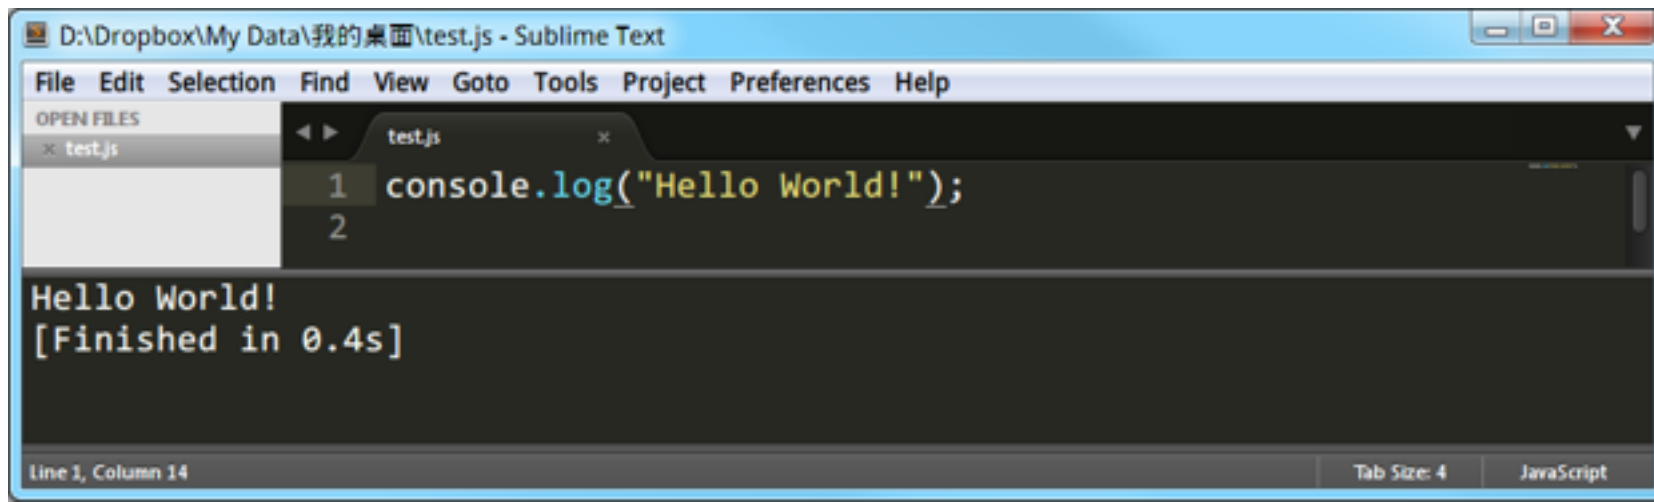 D:\Dropbox\My Data\我的桌面\test.js - Sublime Text
File Edit Selection Find View Goto Tools Project Preferences Help
OPEN FILES
test.js
test.js
1 console.log("Hello World!");
2
Hello World!
[Finished in 0.4s]
Line 1, Column 14 Tab Size: 4 JavaScript